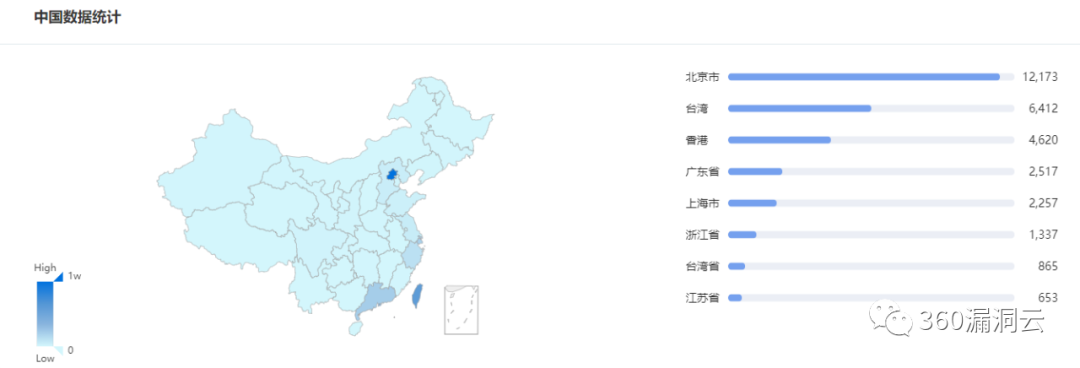 中国数据统计
北京市 12,173
台湾 6,412
香港 4,620
广东省 2,517
上海市 2,257
浙江省 1,337
台湾省 865
江苏省 653
High
1w
0
Low
360漏洞云